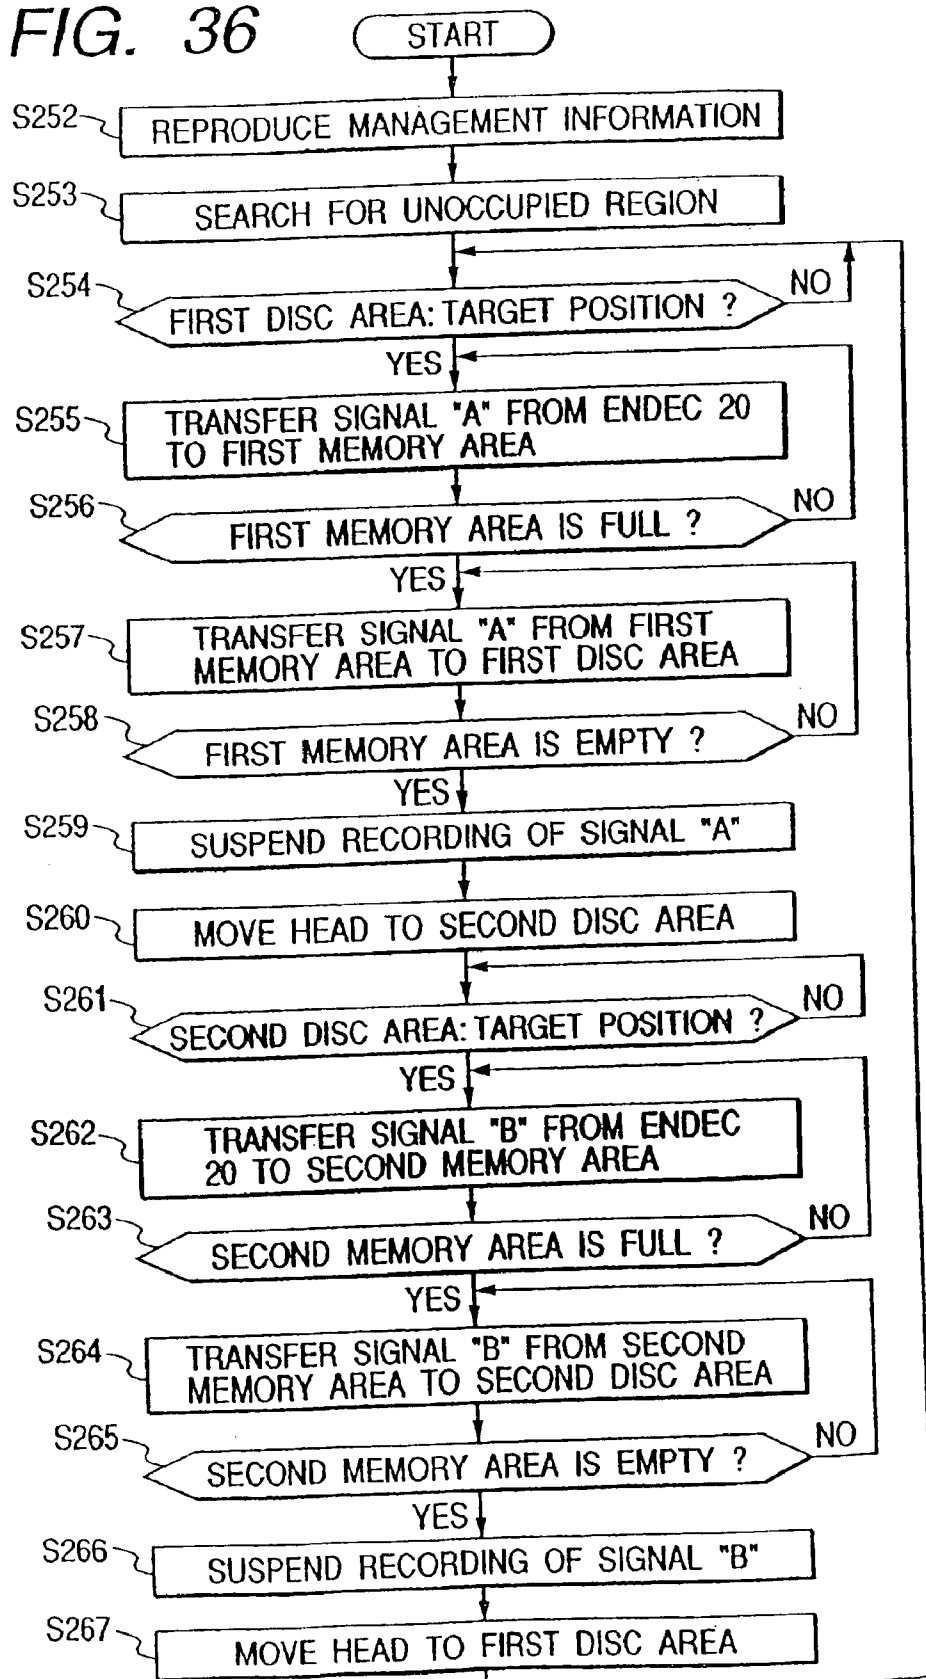 FIG. 36
START
S252
REPRODUCE MANAGEMENT INFORMATION
S253
SEARCH FOR UNOCCUPIED REGION
S254
FIRST DISC AREA: TARGET POSITION ?
NO
YES
S255
TRANSFER SIGNAL "A" FROM ENDEC 20
TO FIRST MEMORY AREA
S256
FIRST MEMORY AREA IS FULL ?
NO
YES
S257
TRANSFER SIGNAL "A" FROM FIRST
MEMORY AREA TO FIRST DISC AREA
S258
FIRST MEMORY AREA IS EMPTY ?
NO
YES
S259
SUSPEND RECORDING OF SIGNAL "A"
S260
MOVE HEAD TO SECOND DISC AREA
S261
SECOND DISC AREA: TARGET POSITION ?
NO
YES
S262
TRANSFER SIGNAL "B" FROM ENDEC
20 TO SECOND MEMORY AREA
S263
SECOND MEMORY AREA IS FULL ?
NO
YES
S264
TRANSFER SIGNAL "B" FROM SECOND
MEMORY AREA TO SECOND DISC AREA
S265
SECOND MEMORY AREA IS EMPTY ?
NO
YES
S266
SUSPEND RECORDING OF SIGNAL "B"
S267
MOVE HEAD TO FIRST DISC AREA